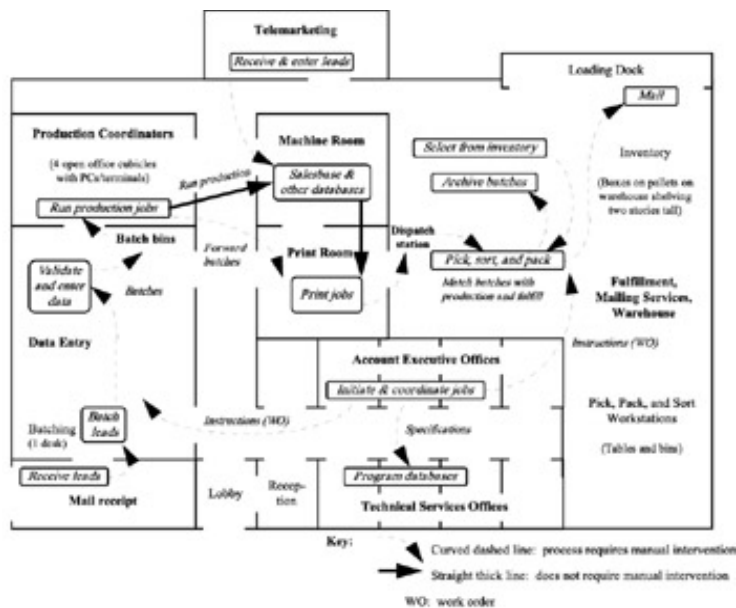 Telemarketing
Receive & enter leads
Loading Dock
Mail
Production Coordinators
(4 open office cubicles
with PCs/terminals)
Run production jobs
Run production
Machine Room
Salesbase &
other databases
Select from inventory
Archive batches
Inventory
(Boxes on pallets on
warehouse shelving
two stories tall)
Batch bins
Validate
and enter
data
Batches
Forward
batches
Print Room
Print jobs
Dispatch
station
Pick, sort, and pack
Match batches with
production and fulfill
Fulfillment,
Mailing Services,
Warehouse
Data Entry
Account Executive Offices
Initiate & coordinate jobs
Instructions (WO)
Batching
(1 desk)
Batch
leads
Instructions (WO)
Specifications
Pick, Pack, and Sort
Workstations
(Tables and bins)
Receive leads
Mail receipt
Lobby
Recep-
tion
Program databases
Technical Services Offices
Key:
Curved dashed line: process requires manual intervention
Straight thick line: does not require manual intervention
WO: work order